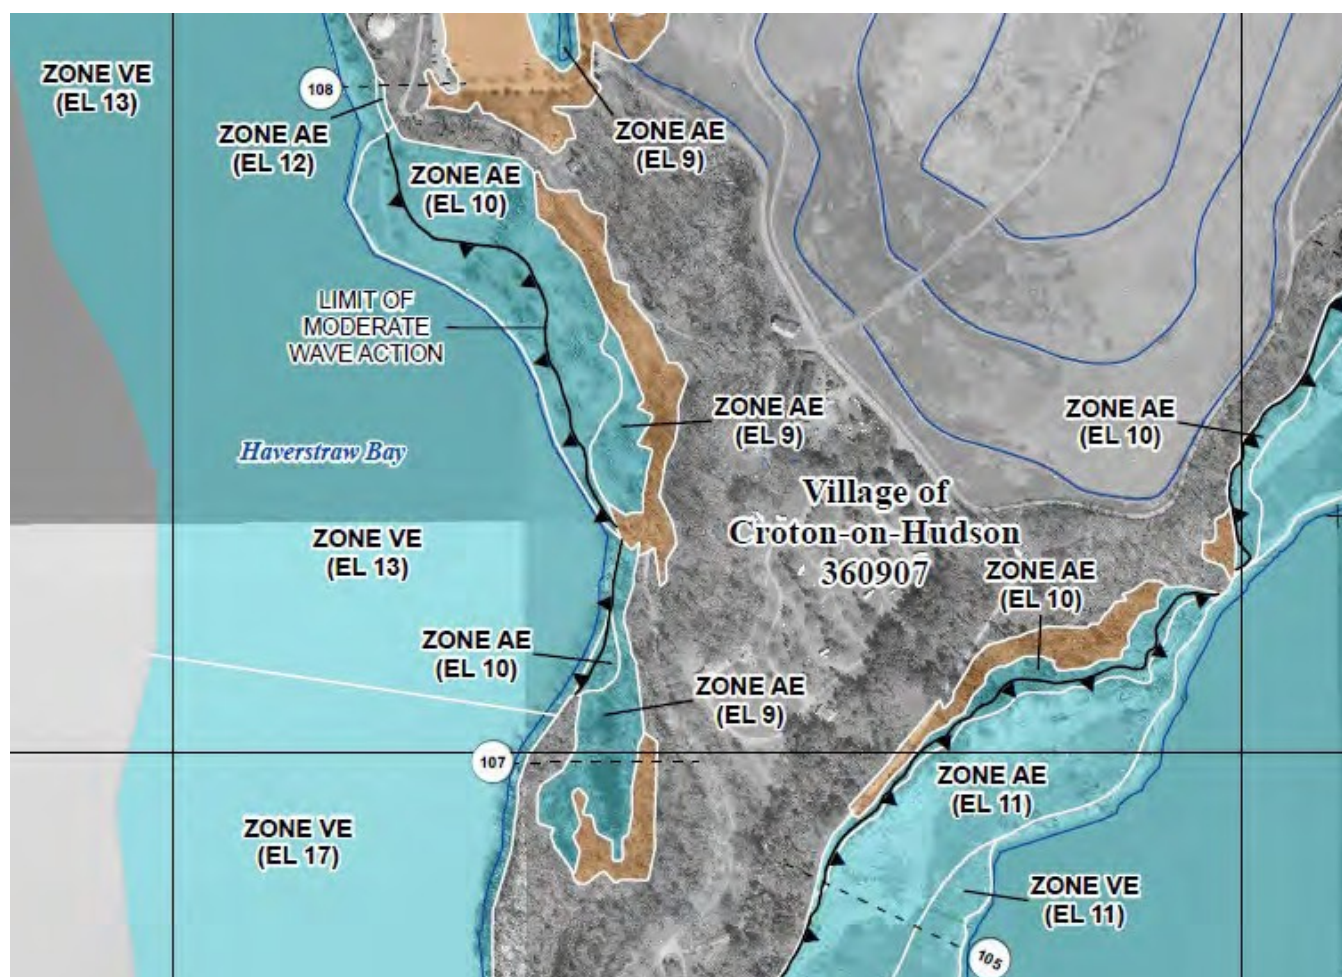 ZONE VE
(EL 13)
108
ZONE AE
(EL 12)
ZONE AE
(EL 9)
ZONE AE
(EL 10)
LIMIT OF
MODERATE
WAVE ACTION
ZONE AE
(EL 9)
ZONE AE
(EL 10)
Haverstraw Bay
Village of
Croton-on-Hudson
360907
ZONE VE
(EL 13)
ZONE AE
(EL 10)
ZONE AE
(EL 10)
ZONE AE
(EL 9)
107
ZONE AE
(EL 11)
ZONE VE
(EL 17)
ZONE VE
(EL 11)
105